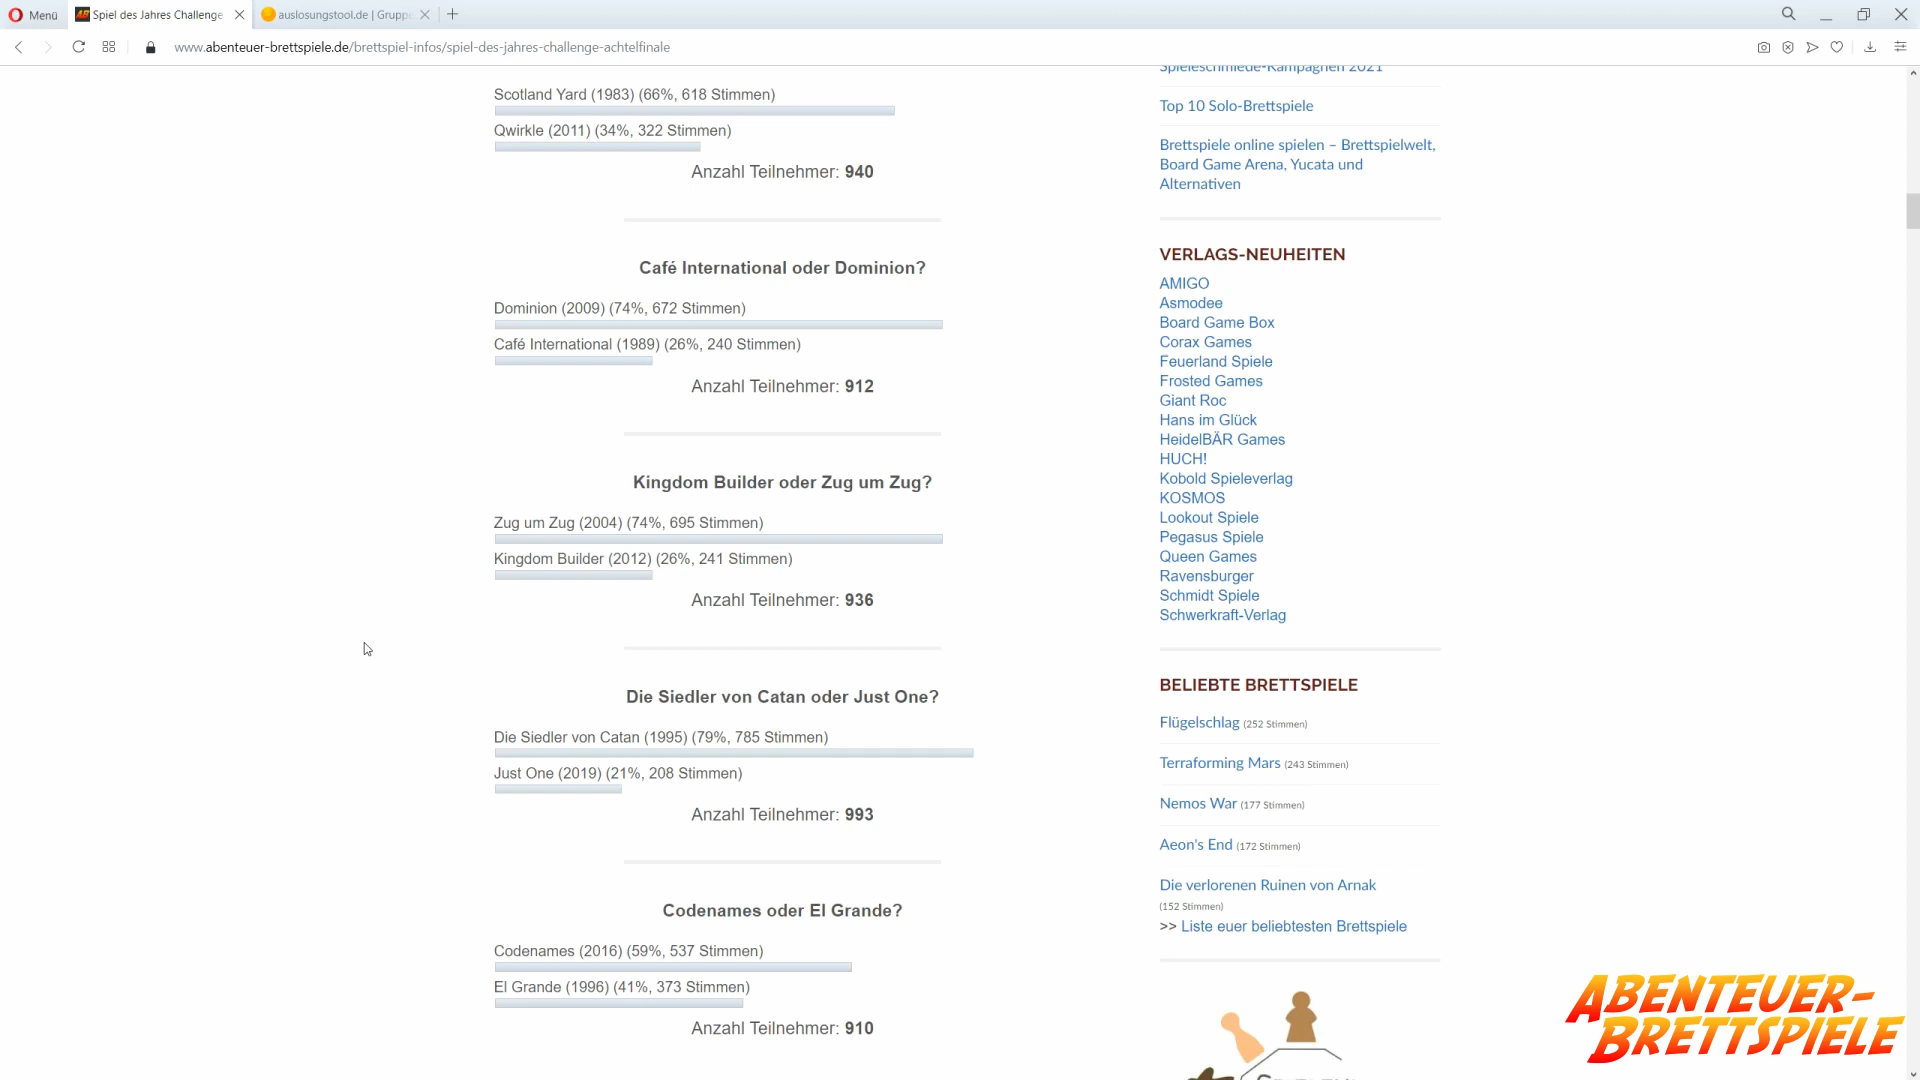 Menü
Spiel des Jahres Challenge
auslosungstool.de | Grupp
www.abenteuer-brettspiele.de/brettspiel-infos/spiel-des-jahres-challenge-achtelfinale
Scotland Yard (1983) (66%, 618 Stimmen)
Qwirkle (2011) (34%, 322 Stimmen)
Anzahl Teilnehmer: 940
Café International oder Dominion?
Dominion (2009) (74%, 672 Stimmen)
Café International (1989) (26%, 240 Stimmen)
Anzahl Teilnehmer: 912
Kingdom Builder oder Zug um Zug?
Zug um Zug (2004) (74%, 695 Stimmen)
Kingdom Builder (2012) (26%, 241 Stimmen)
Anzahl Teilnehmer: 936
Die Siedler von Catan oder Just One?
Die Siedler von Catan (1995) (79%, 785 Stimmen)
Just One (2019) (21%, 208 Stimmen)
Anzahl Teilnehmer: 993
Codenames oder El Grande?
Codenames (2016) (59%, 537 Stimmen)
El Grande (1996) (41%, 373 Stimmen)
Anzahl Teilnehmer: 910
Spieleschmiede-Kampagnen 2021
Top 10 Solo-Brettspiele
Brettspiele online spielen – Brettspielwelt,
Board Game Arena, Yucata und
Alternativen
VERLAGS-NEUHEITEN
AMIGO
Asmodee
Board Game Box
Corax Games
Feuerland Spiele
Frosted Games
Giant Roc
Hans im Glück
HeidelBÄR Games
HUCH!
Kobold Spieleverlag
KOSMOS
Lookout Spiele
Pegasus Spiele
Queen Games
Ravensburger
Schmidt Spiele
Schwerkraft-Verlag
BELIEBTE BRETTSPIELE
Flügelschlag (252 Stimmen)
Terraforming Mars (243 Stimmen)
Nemos War (177 Stimmen)
Aeon's End (172 Stimmen)
Die verlorenen Ruinen von Arnak
(152 Stimmen)
>> Liste euer beliebtesten Brettspiele
ABENTEUER-
BRETTSPIELE